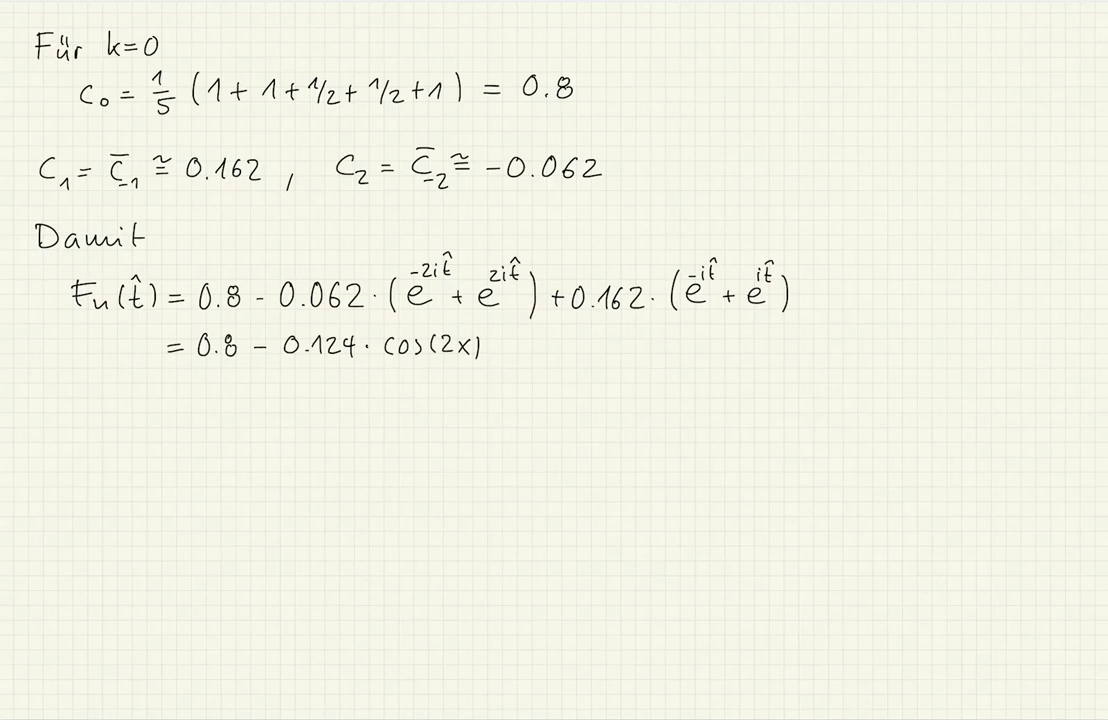 Für k=0
c₀ = 1/5 (1 + 1 + 1/2 + 1/2 + 1) = 0.8
C₁ = c̅₋₁ ≅ 0.162 , C₂ = c̅₋₂ ≅ -0.062
Damit
Fₙ(t̂) = 0.8 - 0.062 · (e^{-2it̂} + e^{2it̂}) + 0.162 · (e^{-it̂} + e^{it̂})
= 0.8 - 0.124 · cos(2x)